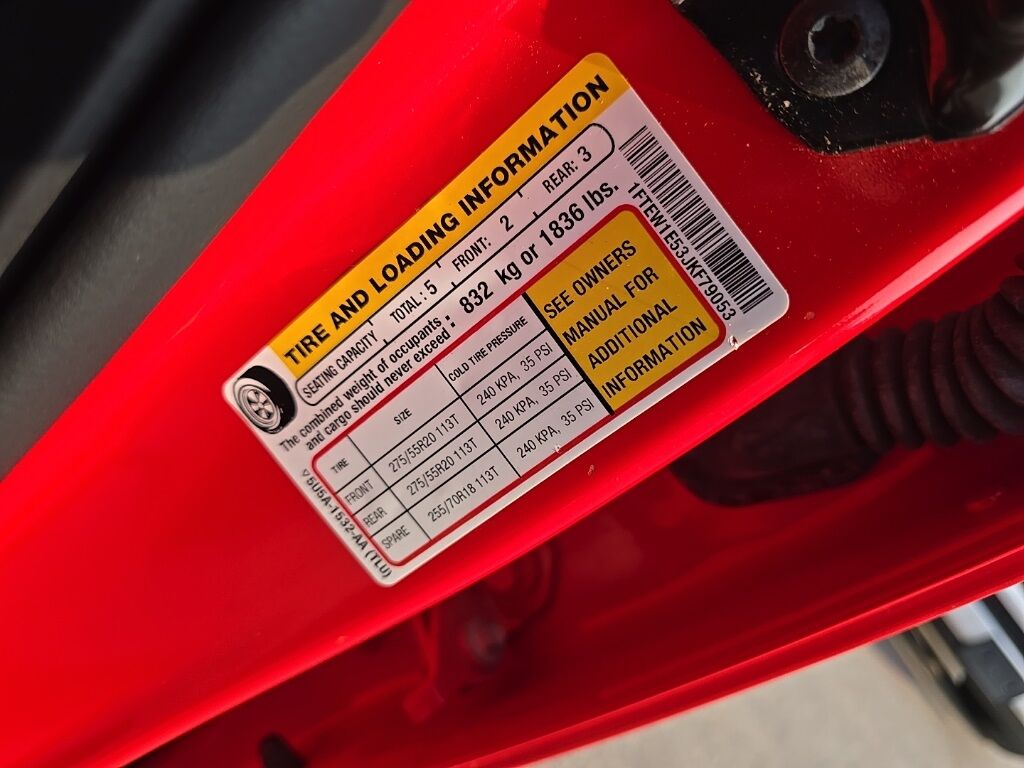 TIRE AND LOADING INFORMATION
SEATING CAPACITY TOTAL: 5 FRONT: 2 REAR: 3
The combined weight of occupants
and cargo should never exceed: 832 kg or 1836 lbs.
TIRE SIZE COLD TIRE PRESSURE
FRONT 275/55R20 113T 240 KPA, 35 PSI
REAR 275/55R20 113T 240 KPA, 35 PSI
SPARE 255/70R18 113T 240 KPA, 35 PSI
SEE OWNERS
MANUAL FOR
ADDITIONAL
INFORMATION
1FTEW1E53JKF79053
5U5A-1532-AA (TLU)